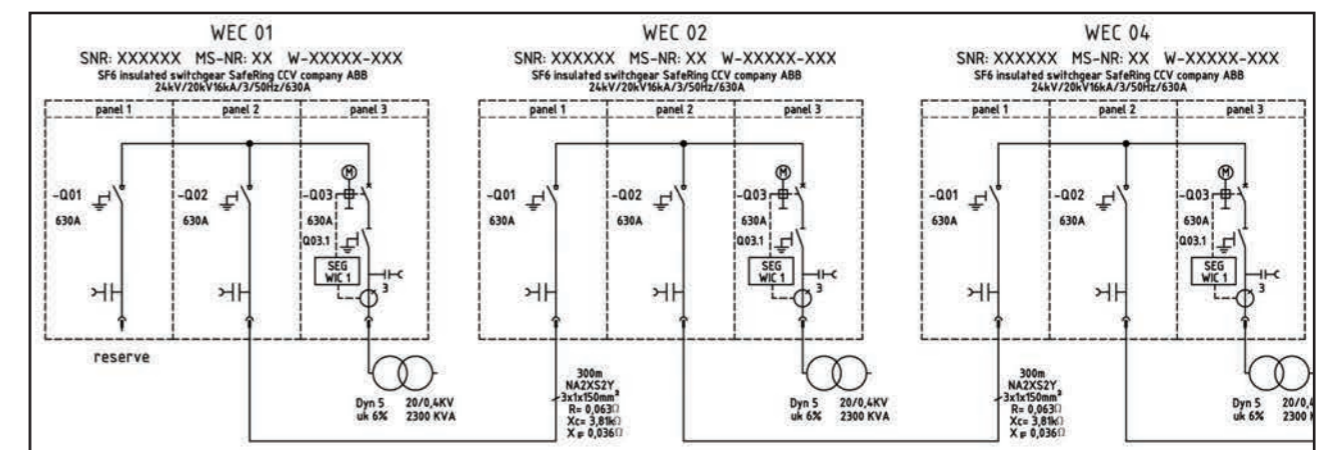 WEC 01
SNR: XXXXXX MS-NR: XX W-XXXXX-XXX
SF6 insulated switchgear SafeRing CCV company ABB
24kV/20kV16kA/3/50Hz/630A
panel 1
panel 2
panel 3
-Q01
630A
-Q02
630A
M
-Q03
630A
Q03.1
SEG
WIC 1
3
reserve
Dyn 5 20/0,4KV
uk 6% 2300 KVA
WEC 02
SNR: XXXXXX MS-NR: XX W-XXXXX-XXX
SF6 insulated switchgear SafeRing CCV company ABB
24kV/20kV16kA/3/50Hz/630A
panel 1
panel 2
panel 3
-Q01
630A
-Q02
630A
M
-Q03
630A
Q03.1
SEG
WIC 1
3
300m
NA2XS2Y
3x1x150mm²
R= 0,063Ω
Xc= 3,81kΩ
X = 0,036Ω
Dyn 5 20/0,4KV
uk 6% 2300 KVA
WEC 04
SNR: XXXXXX MS-NR: XX W-XXXXX-XXX
SF6 insulated switchgear SafeRing CCV company ABB
24kV/20kV16kA/3/50Hz/630A
panel 1
panel 2
panel 3
-Q01
630A
-Q02
630A
M
-Q03
630A
Q03.1
SEG
WIC 1
3
300m
NA2XS2Y
3x1x150mm²
R= 0,063Ω
Xc= 3,81kΩ
X = 0,036Ω
Dyn 5 20/0,4
uk 6% 2300